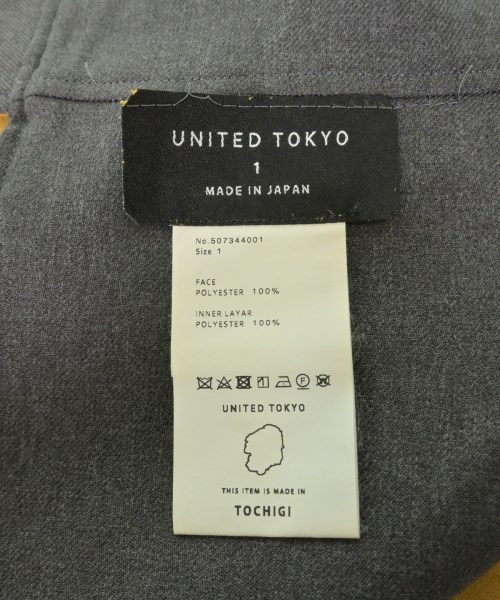 UNITED TOKYO
1
MADE IN JAPAN
No.507344001
Size 1
FACE
POLYESTER 100%
INNER LAYAR
POLYESTER 100%
UNITED TOKYO
THIS ITEM IS MADE IN
TOCHIGI